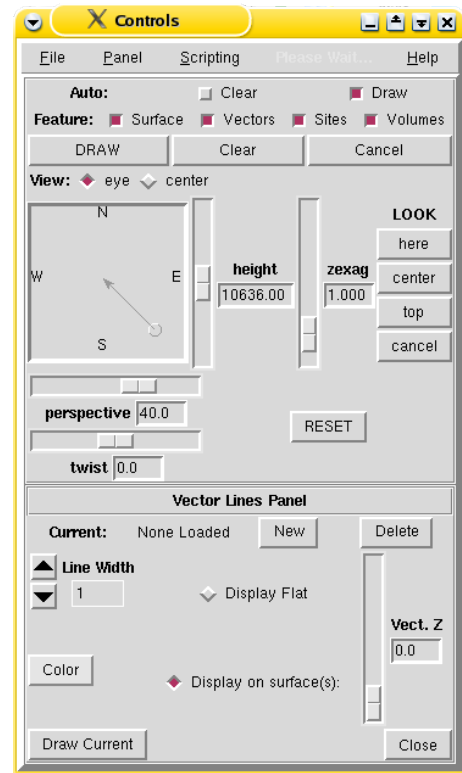 X Controls
File Panel Scripting Please Wait... Help
Auto: Clear Draw
Feature: Surface Vectors Sites Volumes
DRAW Clear Cancel
View: eye center
N
W E
S
height
10636.00
zexag
1.000
LOOK
here
center
top
cancel
perspective 40.0
RESET
twist 0.0
Vector Lines Panel
Current: None Loaded New Delete
Line Width
1
Display Flat
Vect. Z
0.0
Color
Display on surface(s):
Draw Current Close